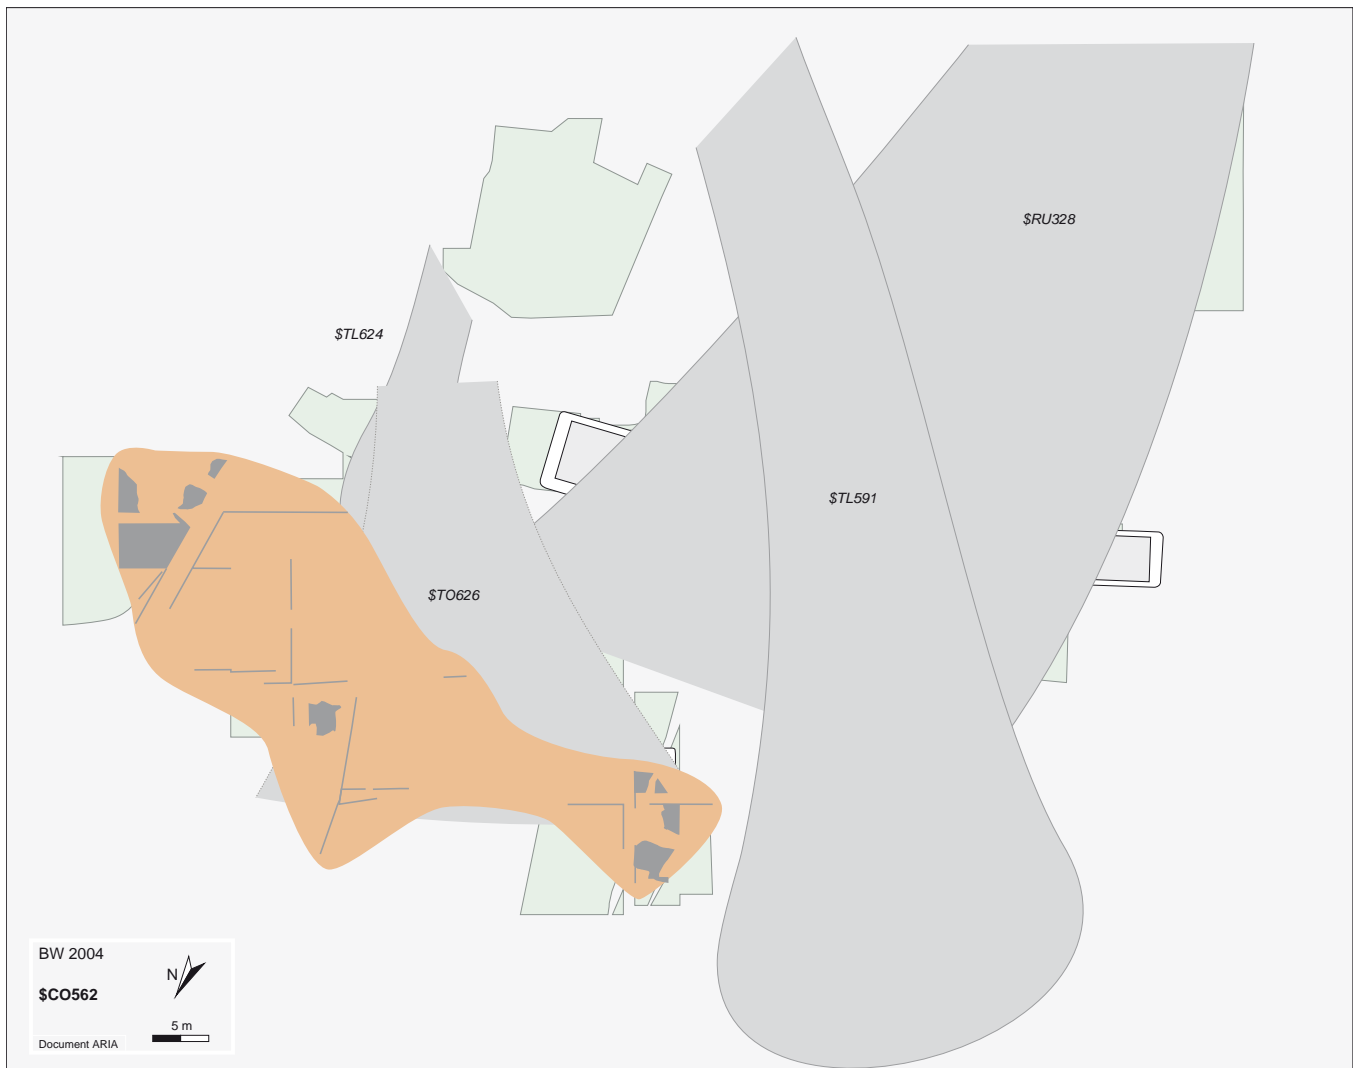 $RU328
$TL624
$TL591
$TO626
BW 2004
N
$CO562
5 m
Document ARIA